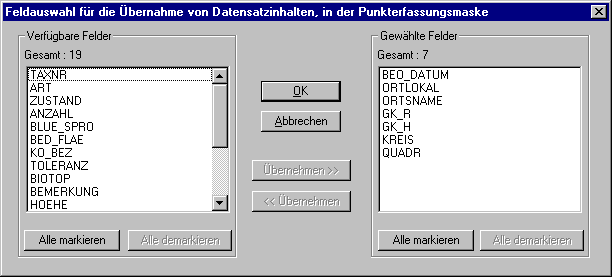 Feldauswahl für die Übernahme von Datensatzinhalten, in der Punkterfassungsmaske
Verfügbare Felder
Gesamt : 19
TAXNR
ART
ZUSTAND
ANZAHL
BLUE_SPRO
BED_FLAE
KO_BEZ
TOLERANZ
BIOTOP
BEMERKUNG
HOEHE
Alle markieren
Alle demarkieren
OK
Abbrechen
Übernehmen >>
<< Übernehmen
Gewählte Felder
Gesamt : 7
BEO_DATUM
ORTLOKAL
ORTSNAME
GK_R
GK_H
KREIS
QUADR
Alle markieren
Alle demarkieren